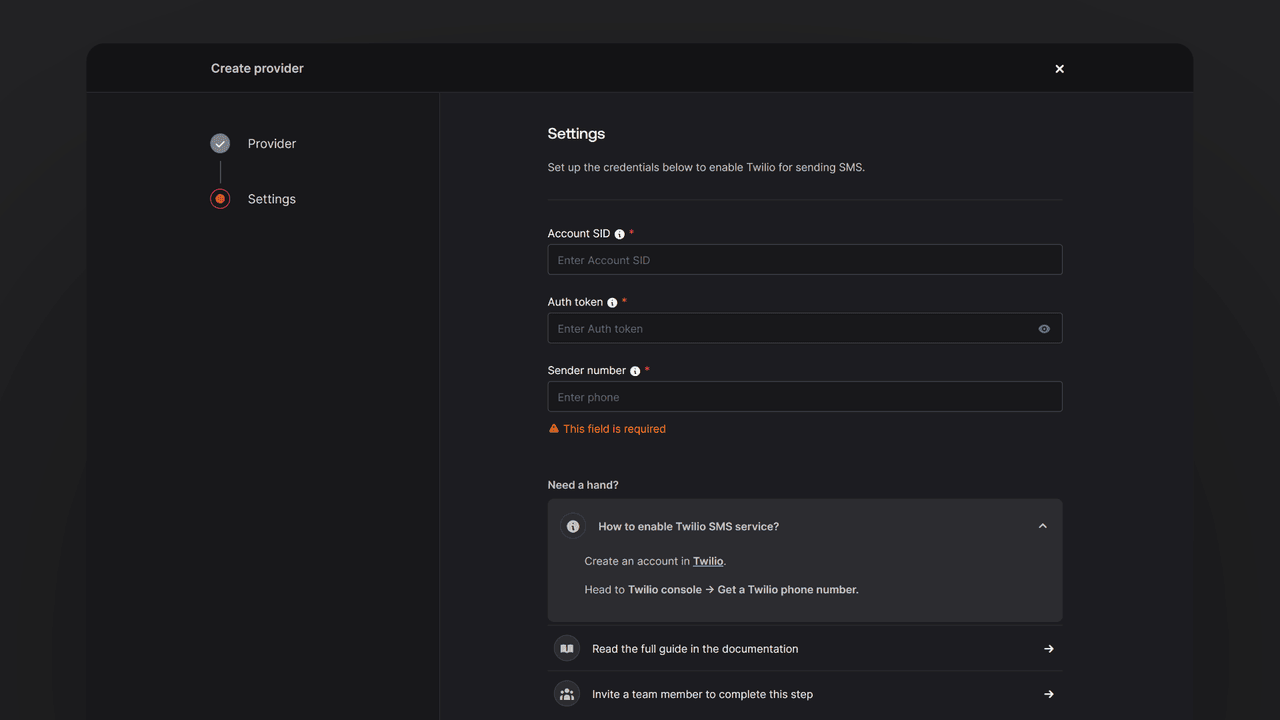 Create provider
Provider
Settings
Settings
Set up the credentials below to enable Twilio for sending SMS.
Account SID *
Enter Account SID
Auth token *
Enter Auth token
Sender number *
Enter phone
This field is required
Need a hand?
How to enable Twilio SMS service?
Create an account in Twilio.
Head to Twilio console → Get a Twilio phone number.
Read the full guide in the documentation
Invite a team member to complete this step